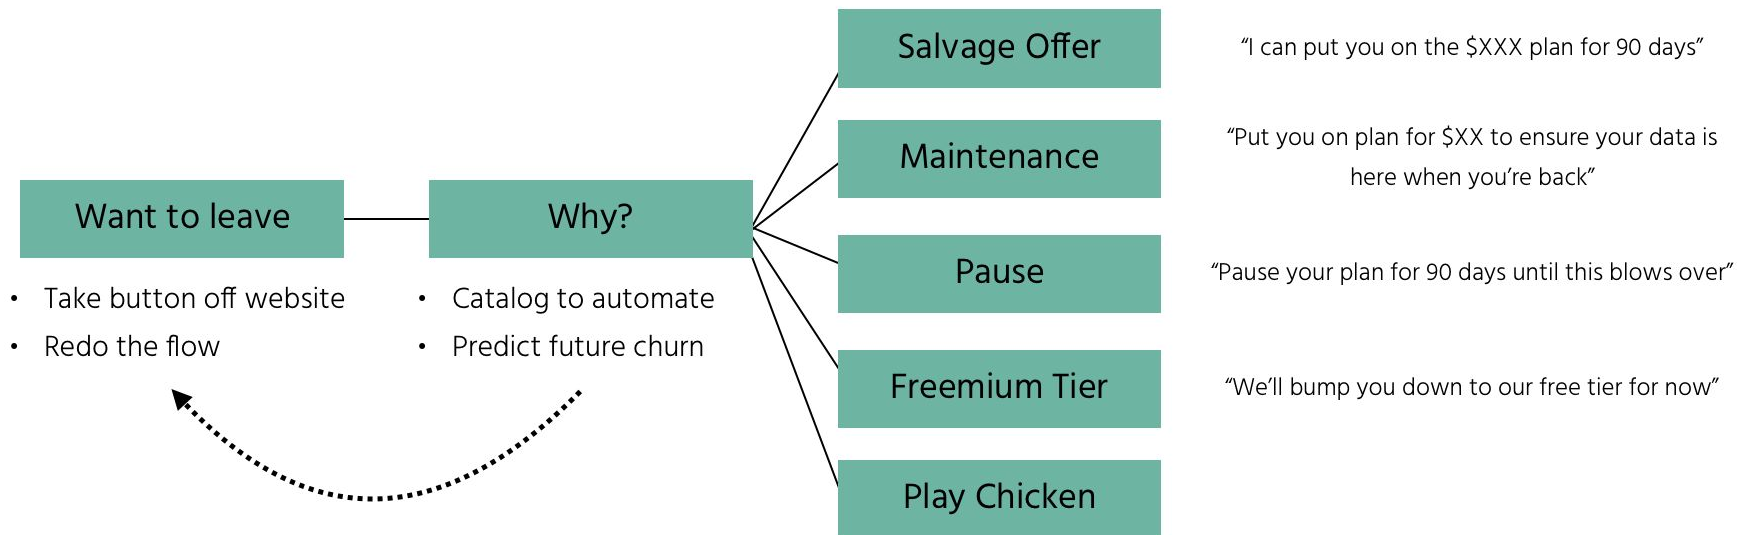 Want to leave
• Take button off website
• Redo the flow
Why?
• Catalog to automate
• Predict future churn
Salvage Offer
“I can put you on the $XXX plan for 90 days”
Maintenance
“Put you on plan for $XX to ensure your data is
here when you’re back”
Pause
“Pause your plan for 90 days until this blows over”
Freemium Tier
“We’ll bump you down to our free tier for now”
Play Chicken